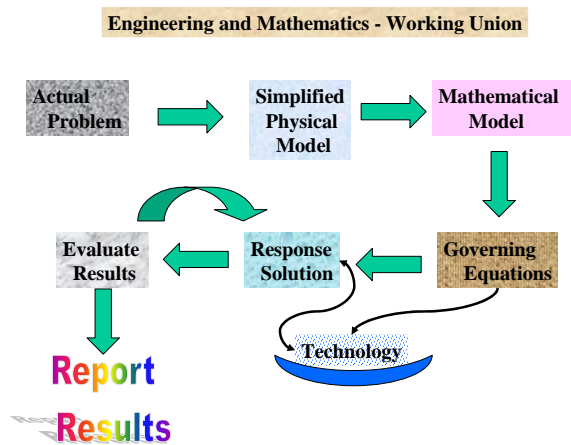 Engineering and Mathematics - Working Union
Actual
Problem
Simplified
Physical
Model
Mathematical
Model
Evaluate
Results
Response
Solution
Governing
Equations
Technology
Report
Results